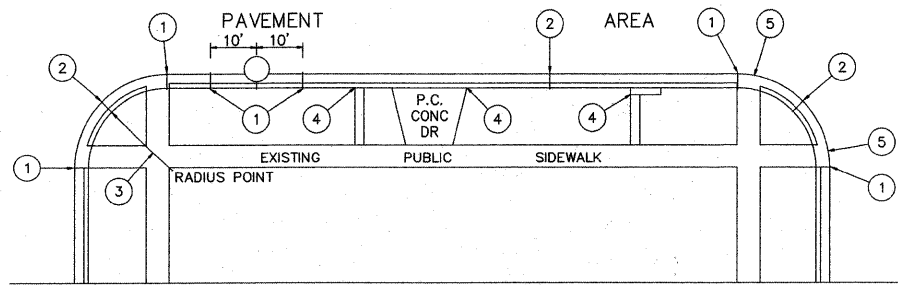 PAVEMENT AREA
10' 10'
1 2 1 5
2 2
1 4 4 4
P.C.
CONC
DR
5
EXISTING PUBLIC SIDEWALK
1 1
3 RADIUS POINT